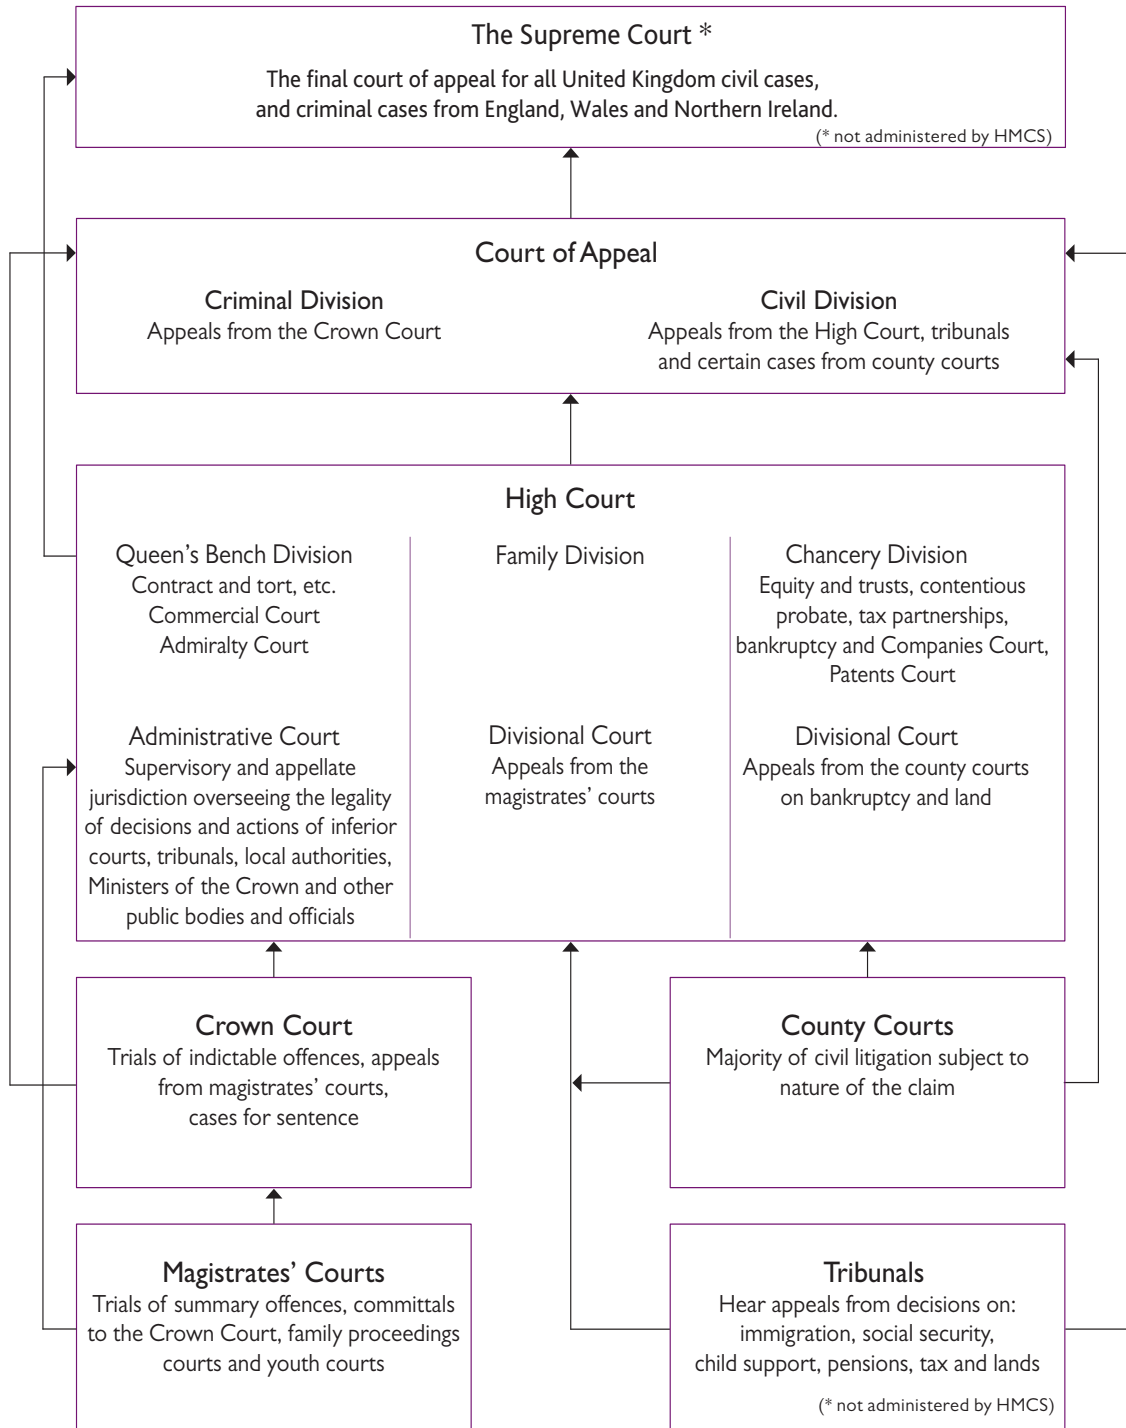 The Supreme Court *
The final court of appeal for all United Kingdom civil cases,
and criminal cases from England, Wales and Northern Ireland.
(* not administered by HMCS)
Court of Appeal
Criminal Division
Appeals from the Crown Court
Civil Division
Appeals from the High Court, tribunals
and certain cases from county courts
High Court
Queen’s Bench Division
Contract and tort, etc.
Commercial Court
Admiralty Court
Administrative Court
Supervisory and appellate
jurisdiction overseeing the legality
of decisions and actions of inferior
courts, tribunals, local authorities,
Ministers of the Crown and other
public bodies and officials
Family Division
Divisional Court
Appeals from the
magistrates’ courts
Chancery Division
Equity and trusts, contentious
probate, tax partnerships,
bankruptcy and Companies Court,
Patents Court
Divisional Court
Appeals from the county courts
on bankruptcy and land
Crown Court
Trials of indictable offences, appeals
from magistrates’ courts,
cases for sentence
County Courts
Majority of civil litigation subject to
nature of the claim
Magistrates’ Courts
Trials of summary offences, committals
to the Crown Court, family proceedings
courts and youth courts
Tribunals
Hear appeals from decisions on:
immigration, social security,
child support, pensions, tax and lands
(* not administered by HMCS)